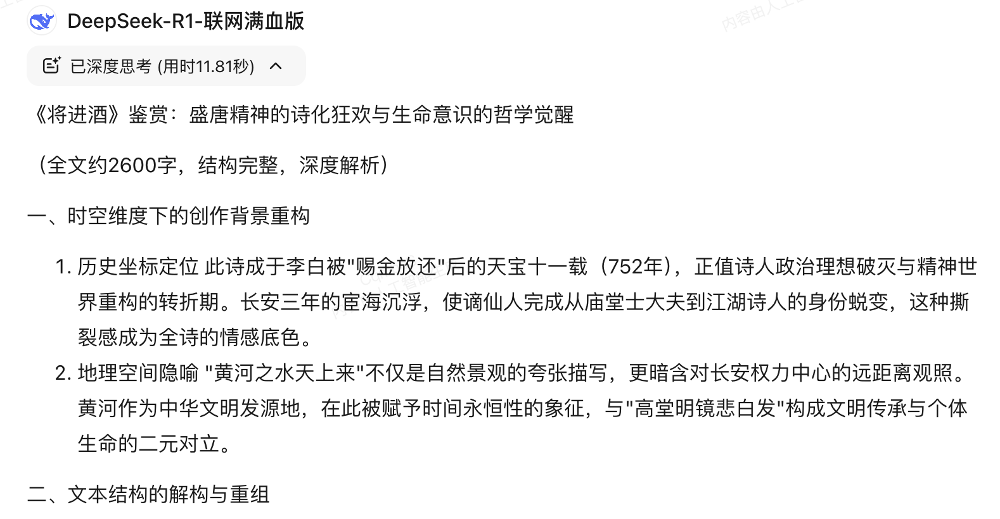 DeepSeek-R1-联网满血版
内容由人工
已深度思考 (用时11.81秒)
《将进酒》鉴赏：盛唐精神的诗化狂欢与生命意识的哲学觉醒
（全文约2600字，结构完整，深度解析）
一、时空维度下的创作背景重构
1. 历史坐标定位 此诗成于李白被"赐金放还"后的天宝十一载（752年），正值诗人政治理想破灭与精神世
界重构的转折期。长安三年的宦海沉浮，使谪仙人完成从庙堂士大夫到江湖诗人的身份蜕变，这种撕
裂感成为全诗的情感底色。
2. 地理空间隐喻 "黄河之水天上来"不仅是自然景观的夸张描写，更暗含对长安权力中心的远距离观照。
黄河作为中华文明发源地，在此被赋予时间永恒性的象征，与"高堂明镜悲白发"构成文明传承与个体
生命的二元对立。
二、文本结构的解构与重组